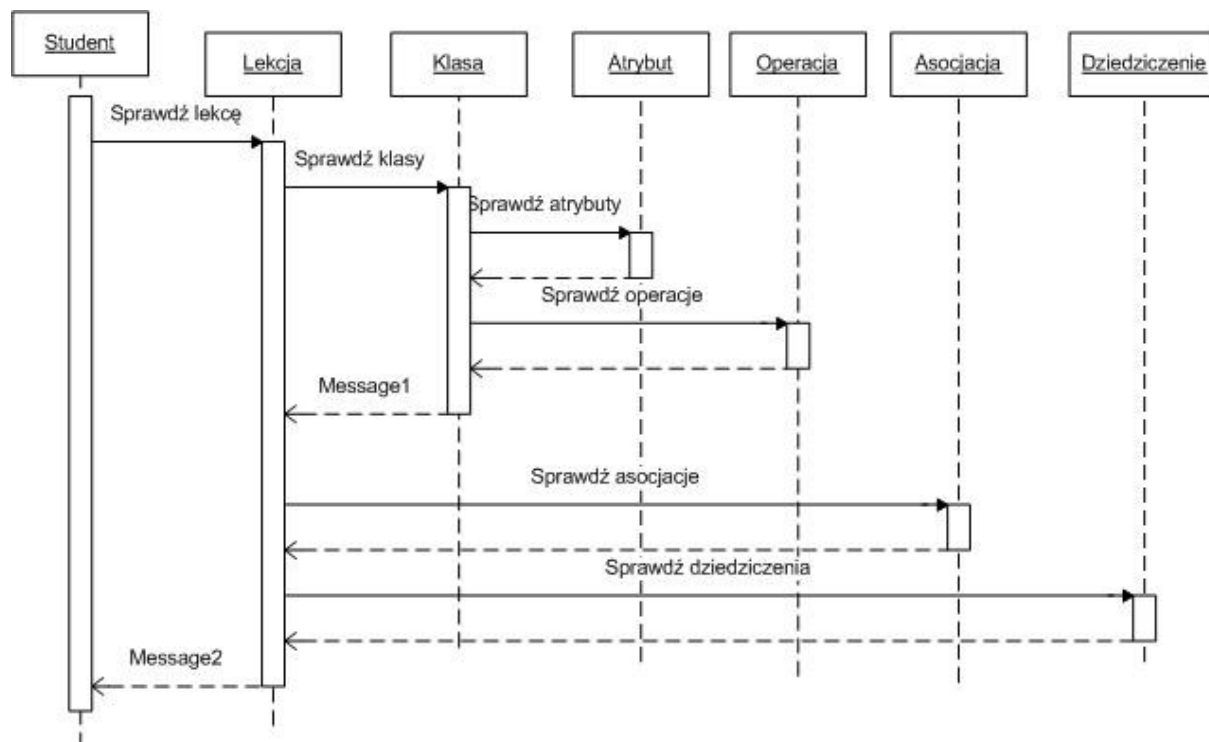 Student
Lekcja
Klasa
Atrybut
Operacja
Asocjacja
Dziedziczenie
Sprawdź lekcę
Sprawdź klasy
Sprawdź atrybuty
Sprawdź operacje
Message1
Sprawdź asocjacje
Sprawdź dziedziczenia
Message2